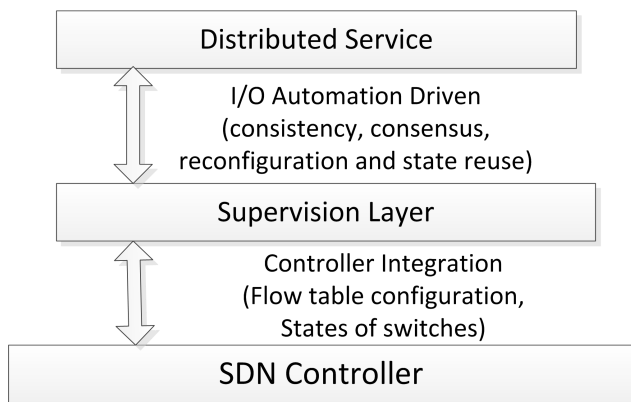 Distributed Service
I/O Automation Driven
(consistency, consensus,
reconfiguration and state reuse)
Supervision Layer
Controller Integration
(Flow table configuration,
States of switches)
SDN Controller